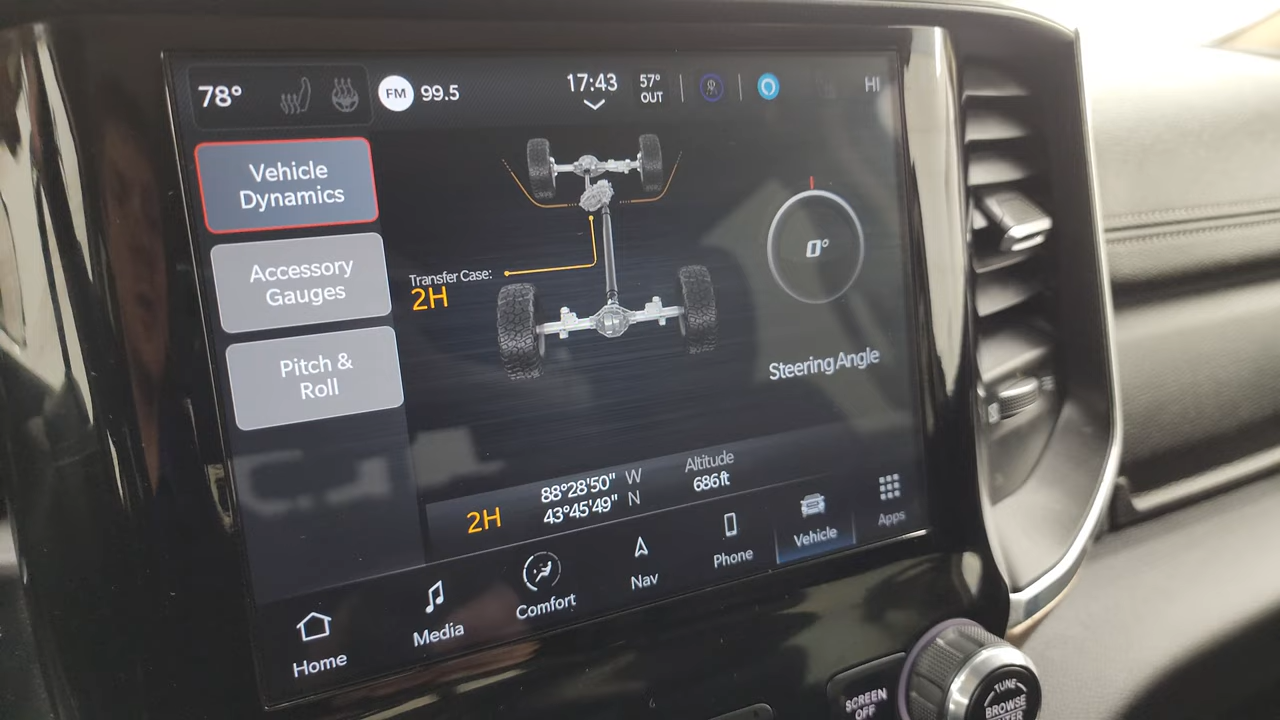 78°
FM 99.5
17:43
57°
OUT
HI
Vehicle
Dynamics
Accessory
Gauges
Pitch &
Roll
Transfer Case:
2H
0°
Steering Angle
2H
88°28'50" W
43°45'49" N
Altitude
686ft
Home
Media
Comfort
Nav
Phone
Vehicle
Apps
SCREEN
OFF
TUNE
BROWSE